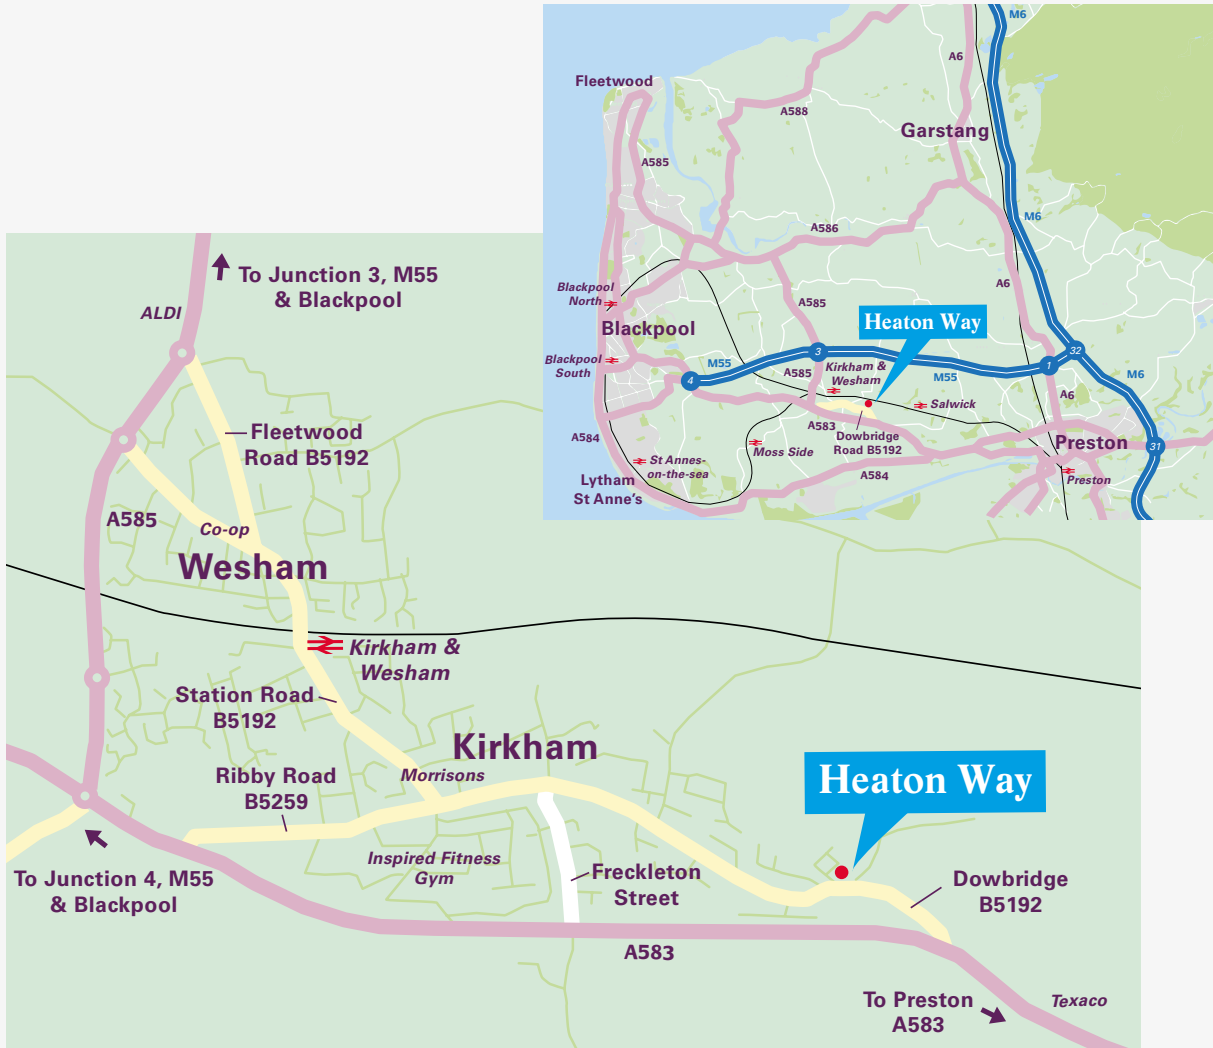 M6
A6
Fleetwood
A588
Garstang
A585
M6
A586
A6
Blackpool
North
A585
Heaton Way
Blackpool
32
3
Blackpool
South
M55
Kirkham &
Wesham
1
A585
M55
M6
4
A6
Salwick
A583
A584
Dowbridge
Road B5192
Preston
31
Moss Side
St Annes-
on-the-sea
A584
Lytham
St Anne's
Preston
To Junction 3, M55
& Blackpool
ALDI
Fleetwood
Road B5192
A585
Co-op
Wesham
Kirkham &
Wesham
Station Road
B5192
Kirkham
Ribby Road
B5259
Morrisons
Heaton Way
Inspired Fitness
Gym
Freckleton
Street
To Junction 4, M55
& Blackpool
Dowbridge
B5192
A583
To Preston
A583
Texaco